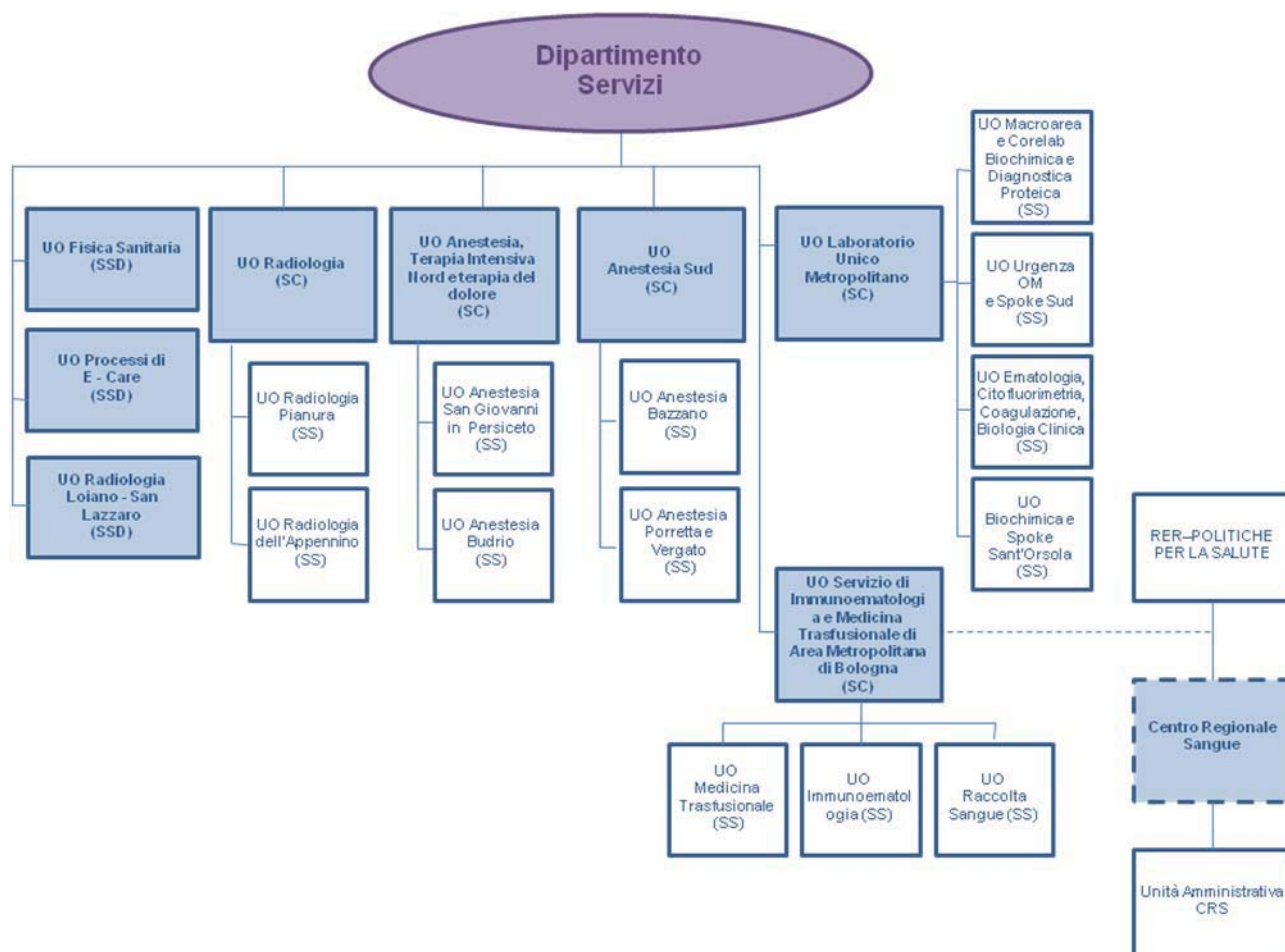 Dipartimento
Servizi
UO Fisica Sanitaria
(SSD)
UO Processi di
E - Care
(SSD)
UO Radiologia
Loiano - San
Lazzaro
(SSD)
UO Radiologia
(SC)
UO Radiologia
Pianura
(SS)
UO Radiologia
dell'Appennino
(SS)
UO Anestesia,
Terapia Intensiva
Nord e terapia del
dolore
(SC)
UO Anestesia
San Giovanni
in Persiceto
(SS)
UO Anestesia
Budrio
(SS)
UO
Anestesia Sud
(SC)
UO Anestesia
Bazzano
(SS)
UO Anestesia
Porretta e
Vergato
(SS)
UO Laboratorio
Unico
Metropolitano
(SC)
UO Macroarea
e Corelab
Biochimica e
Diagnostica
Proteica
(SS)
UO Urgenza
OM
e Spoke Sud
(SS)
UO Ematologia,
Citofluorimetria,
Coagulazione,
Biologia Clinica
(SS)
UO
Biochimica e
Spoke
Sant'Orsola
(SS)
UO Servizio di
Immunoematologi
a e Medicina
Trasfusionale di
Area Metropolitana
di Bologna
(SC)
UO
Medicina
Trasfusionale
(SS)
UO
Immunoematol
ogia (SS)
UO
Raccolta
Sangue (SS)
RER–POLITICHE
PER LA SALUTE
Centro Regionale
Sangue
Unità Amministrativa
CRS